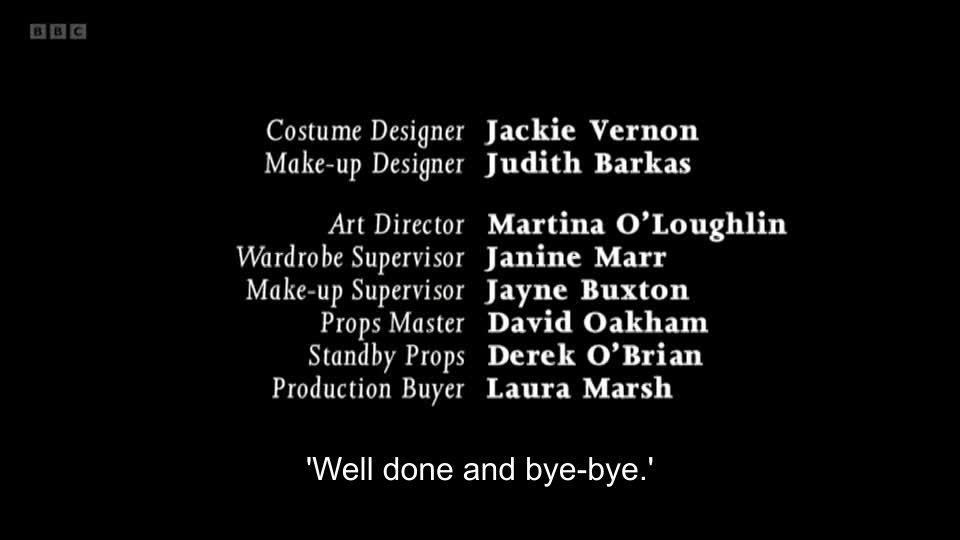 BBC
Costume Designer Jackie Vernon
Make-up Designer Judith Barkas
Art Director Martina O'Loughlin
Wardrobe Supervisor Janine Marr
Make-up Supervisor Jayne Buxton
Props Master David Oakham
Standby Props Derek O'Brian
Production Buyer Laura Marsh
'Well done and bye-bye.'